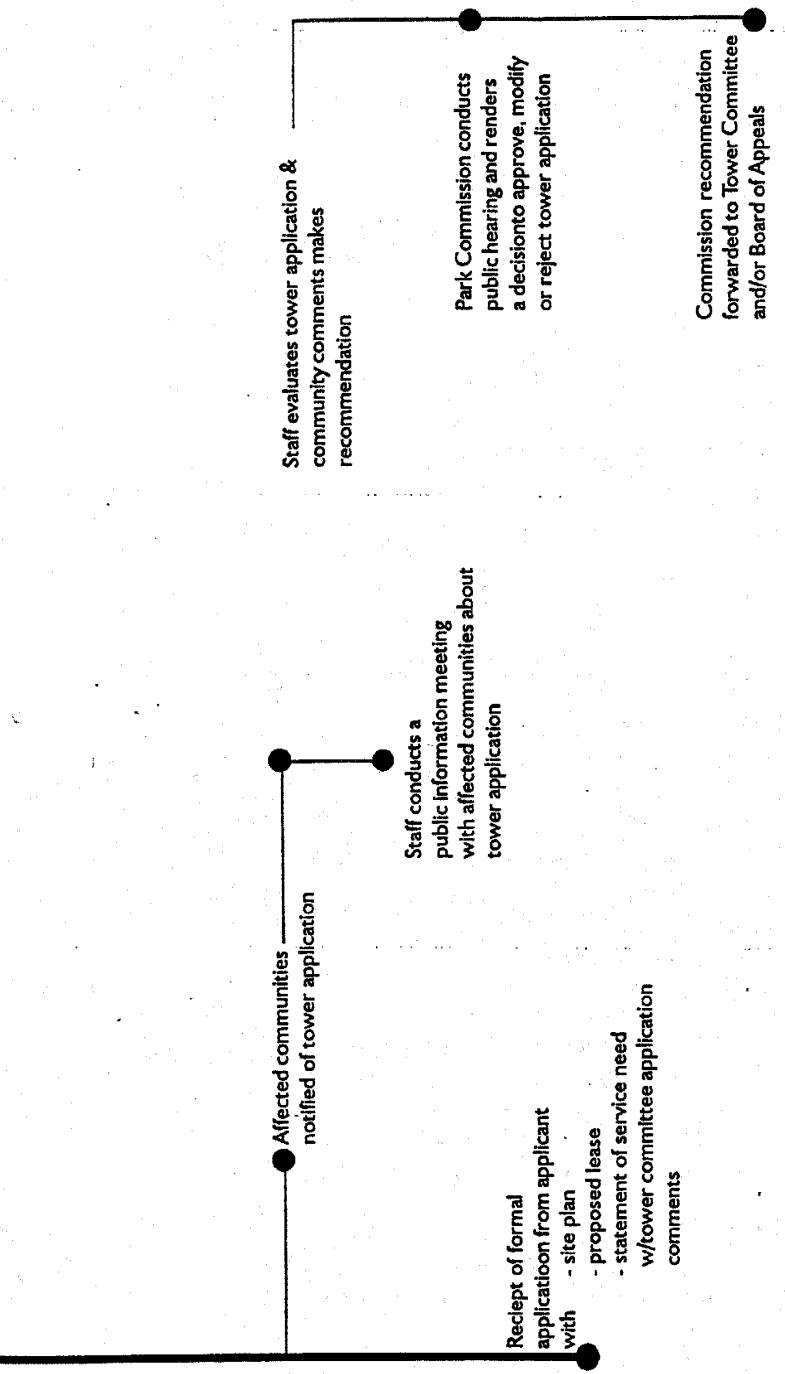 Reciept of formal
applicatioon from applicant
with - site plan
- proposed lease
- statement of service need
w/tower committee application
comments
Affected communities
notified of tower application
Staff conducts a
public information meeting
with affected communities about
tower application
Staff evaluates tower application &
community comments makes
recommendation
Park Commission conducts
public hearing and renders
a decisionto approve, modify
or reject tower application
Commission recommendation
forwarded to Tower Committee
and/or Board of Appeals